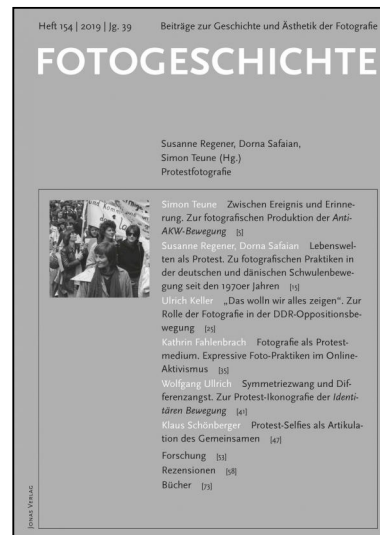 Heft 154 | 2019 | Jg. 39 Beiträge zur Geschichte und Ästhetik der Fotografie
FOTOGESCHICHTE
Susanne Regener, Dorna Safaian,
Simon Teune (Hg.)
Protestfotografie
Simon Teune Zwischen Ereignis und Erinne-
rung. Zur fotografischen Produktion der Anti-
AKW-Bewegung [5]
Susanne Regener, Dorna Safaian Lebenswel-
ten als Protest. Zu fotografischen Praktiken in
der deutschen und dänischen Schwulenbewe-
gung seit den 1970er Jahren [15]
Ulrich Keller „Das wolln wir alles zeigen“. Zur
Rolle der Fotografie in der DDR-Oppositionsbe-
wegung [25]
Kathrin Fahlenbrach Fotografie als Protest-
medium. Expressive Foto-Praktiken im Online-
Aktivismus [35]
Wolfgang Ullrich Symmetriezwang und Dif-
ferenzangst. Zur Protest-Ikonografie der Identi-
tären Bewegung [41]
Klaus Schönberger Protest-Selfies als Artikula-
tion des Gemeinsamen [47]
Forschung [53]
Rezensionen [58]
Bücher [73]
JONAS VERLAG